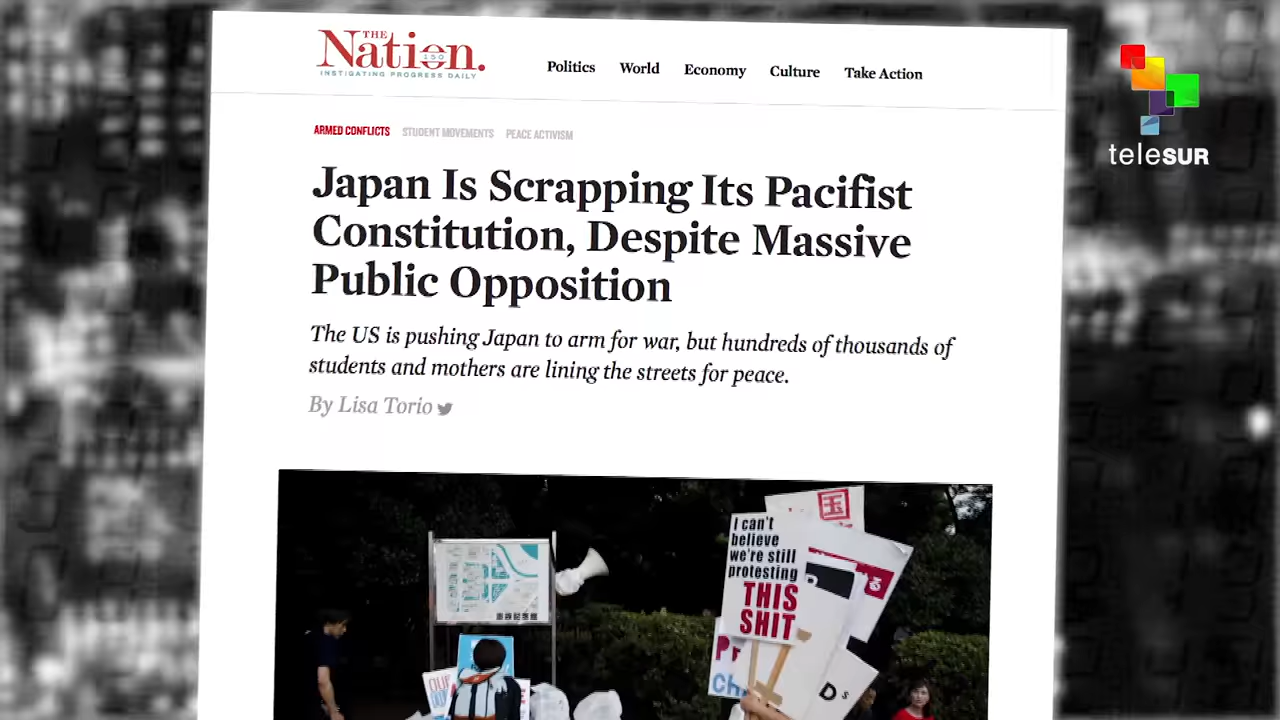 THE
Nation.
150
INSTIGATING PROGRESS DAILY
Politics World Economy Culture Take Action
teleSUR
ARMED CONFLICTS STUDENT MOVEMENTS PEACE ACTIVISM
Japan Is Scrapping Its Pacifist
Constitution, Despite Massive
Public Opposition
The US is pushing Japan to arm for war, but hundreds of thousands of
students and mothers are lining the streets for peace.
By Lisa Torio
I can't
believe
we're still
protesting
THIS
SHIT
国
OUR